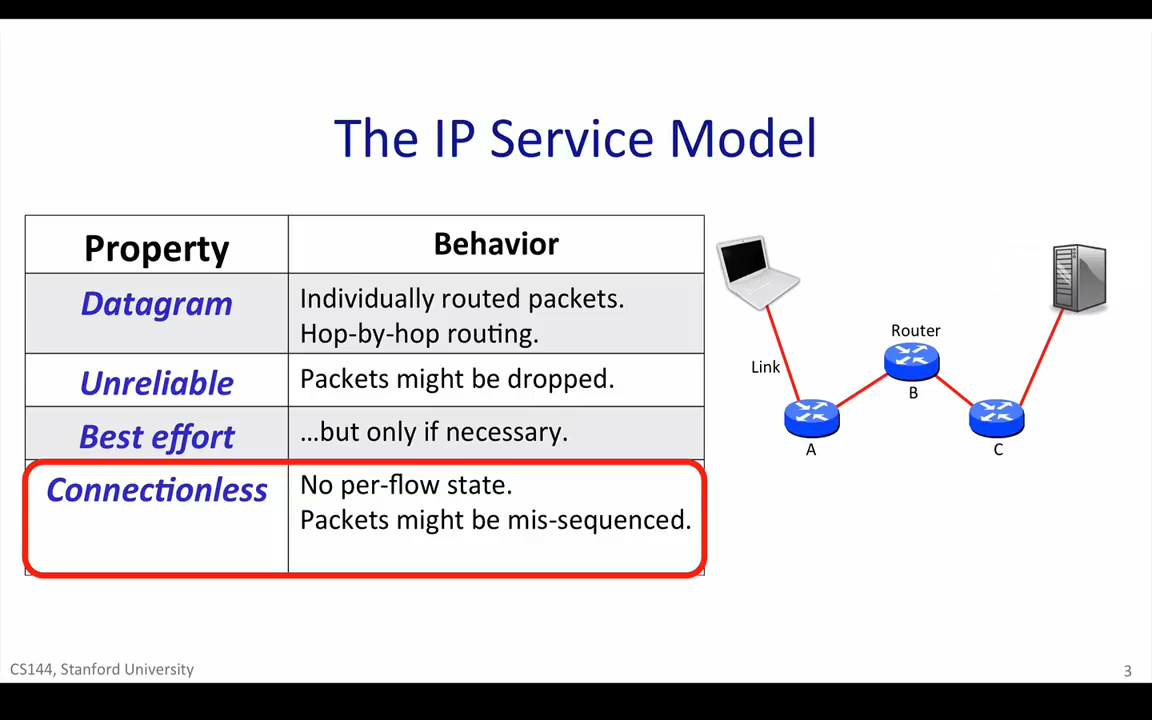 The IP Service Model
Property
Behavior
Datagram
Individually routed packets.
Hop-by-hop routing.
Unreliable
Packets might be dropped.
Best effort
…but only if necessary.
Connectionless
No per-flow state.
Packets might be mis-sequenced.
Link
Router
B
A
C
CS144, Stanford University
3